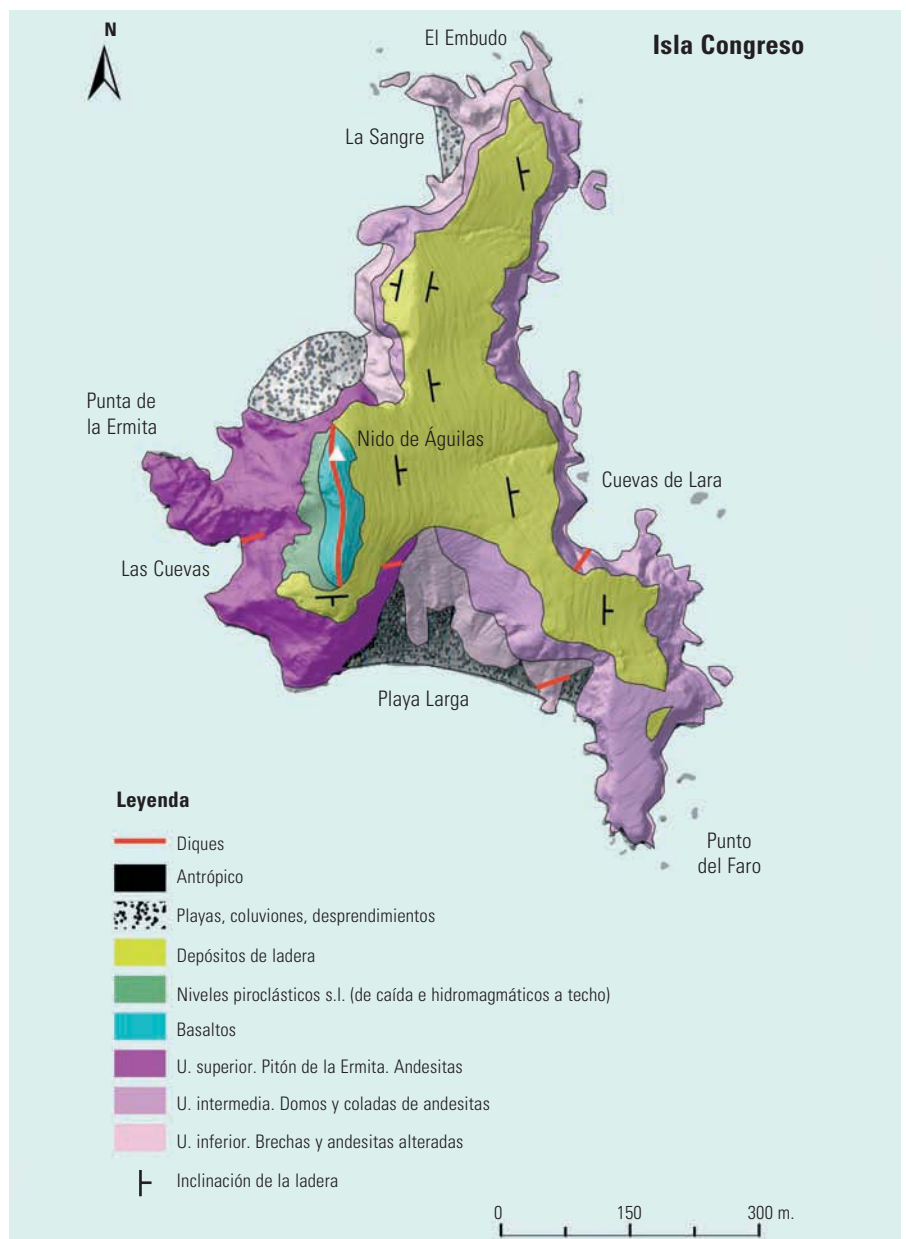 N
El Embudo
Isla Congreso
La Sangre
Punta de
la Ermita
Nido de Águilas
Cuevas de Lara
Las Cuevas
Playa Larga
Punto
del Faro
Leyenda
Diques
Antrópico
Playas, coluviones, desprendimientos
Depósitos de ladera
Niveles piroclásticos s.l. (de caída e hidromagmáticos a techo)
Basaltos
U. superior. Pitón de la Ermita. Andesitas
U. intermedia. Domos y coladas de andesitas
U. inferior. Brechas y andesitas alteradas
Inclinación de la ladera
0 150 300 m.